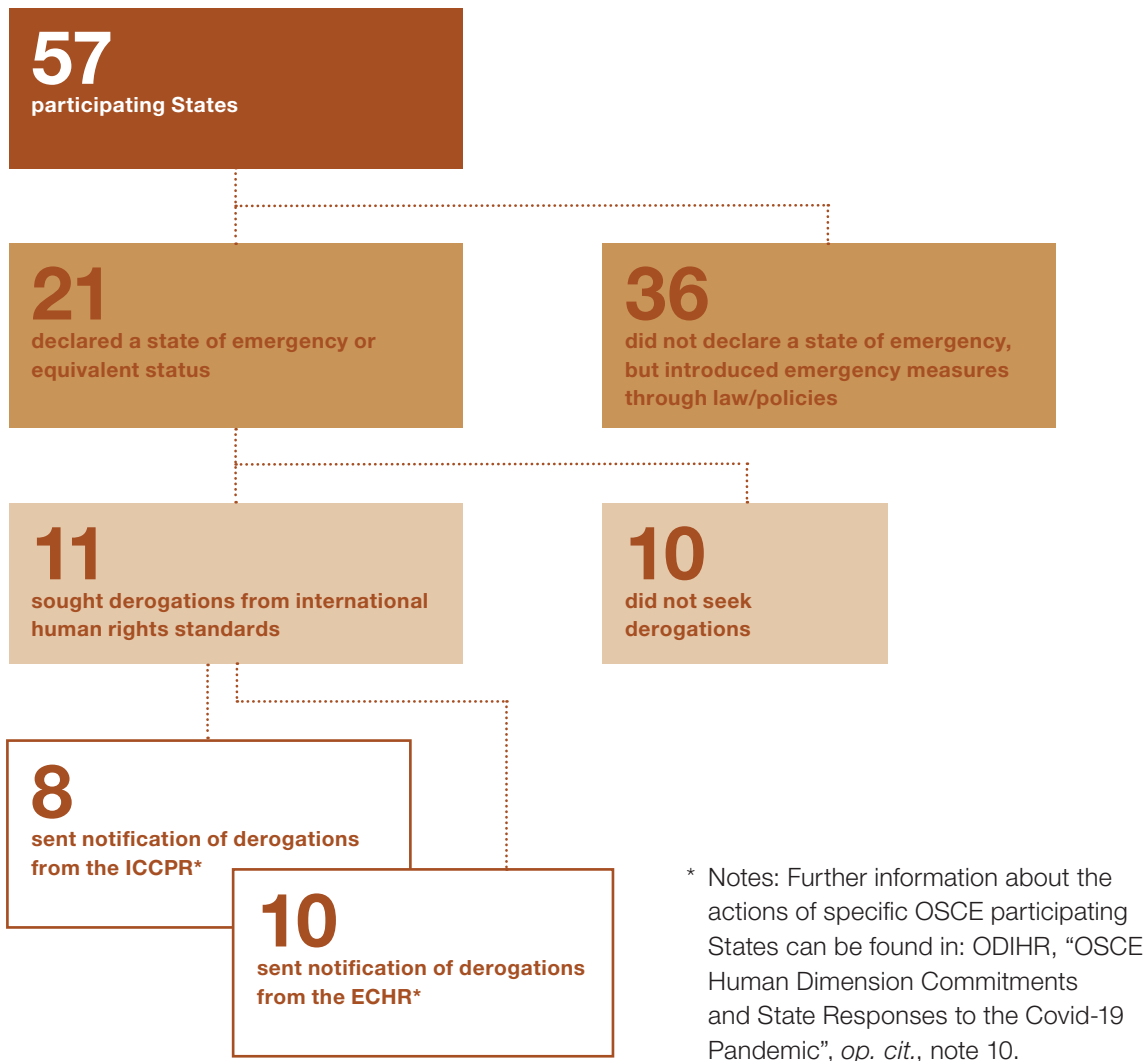 57
participating States
21
declared a state of emergency or
equivalent status
36
did not declare a state of emergency,
but introduced emergency measures
through law/policies
11
sought derogations from international
human rights standards
10
did not seek
derogations
8
sent notification of derogations
from the ICCPR*
10
sent notification of derogations
from the ECHR*
* Notes: Further information about the
actions of specific OSCE participating
States can be found in: ODIHR, “OSCE
Human Dimension Commitments
and State Responses to the Covid-19
Pandemic”, op. cit., note 10.